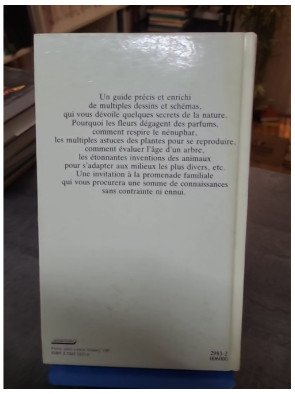 Un guide précis et enrichi
de multiples dessins et schémas,
qui vous dévoile quelques secrets de la nature.
Pourquoi les fleurs dégagent des parfums,
comment respire le nénuphar,
les multiples astuces des plantes pour se reproduire,
comment évaluer l'âge d'un arbre,
les étonnantes inventions des animaux
pour s'adapter aux milieux les plus divers, etc.
Une invitation à la promenade familiale
qui vous procurera une somme de connaissances
sans contrainte ni ennui.